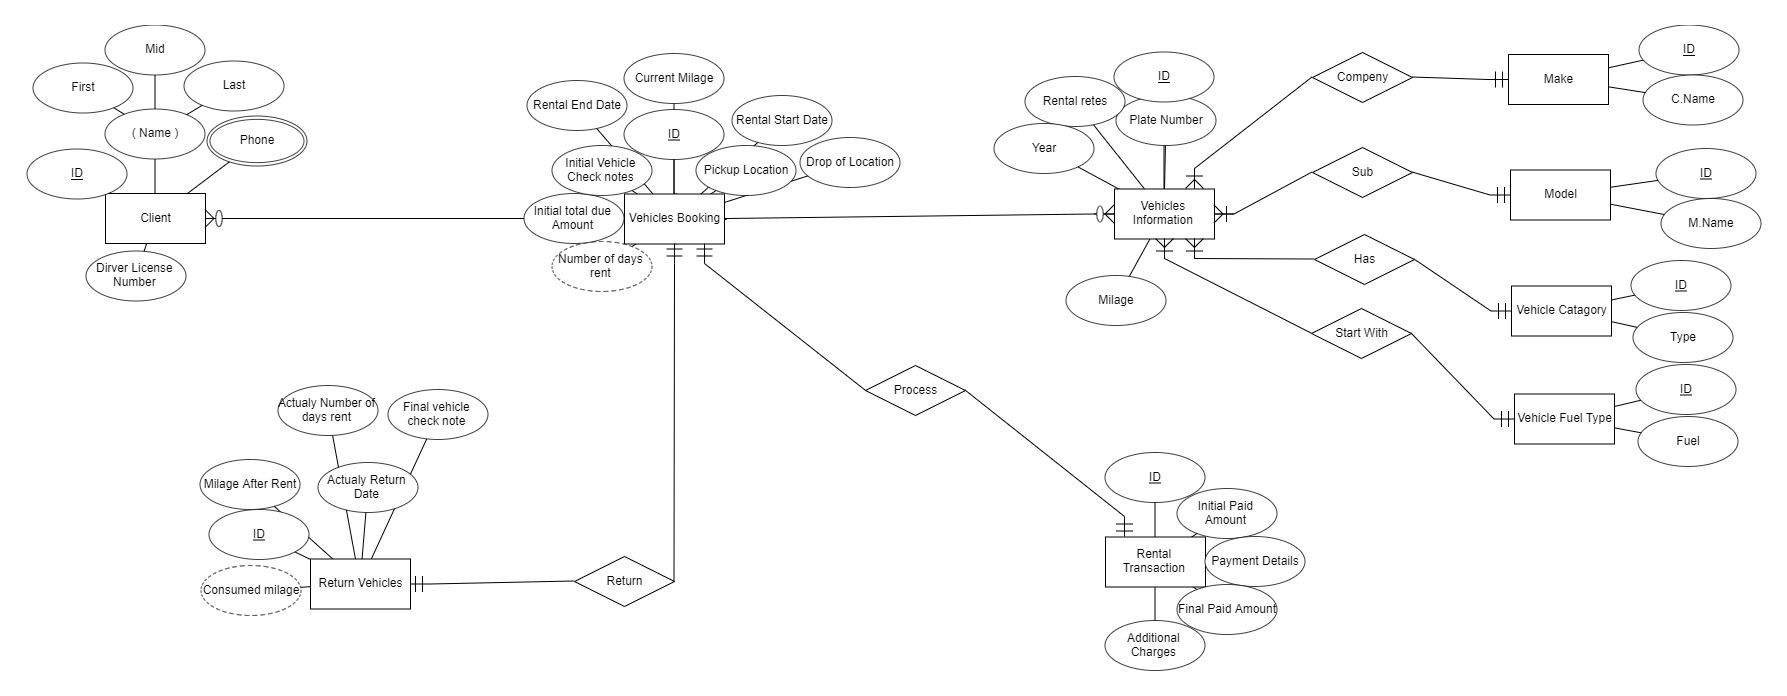 Mid
First
Last
( Name )
Phone
ID
Client
Dirver License
Number
Current Milage
Rental End Date
ID
Rental Start Date
Initial Vehicle
Check notes
Pickup Location
Drop of Location
Initial total due
Amount
Vehicles Booking
Number of days
rent
ID
Rental retes
Plate Number
Year
Vehicles
Information
Milage
Compeny
Make
ID
C.Name
Sub
Model
ID
M.Name
Has
Vehicle Catagory
ID
Type
Start With
Vehicle Fuel Type
ID
Fuel
Process
Actualy Number of
days rent
Final vehicle
check note
Milage After Rent
Actualy Return
Date
ID
Consumed milage
Return Vehicles
Return
ID
Initial Paid
Amount
Rental
Transaction
Payment Details
Final Paid Amount
Additional
Charges